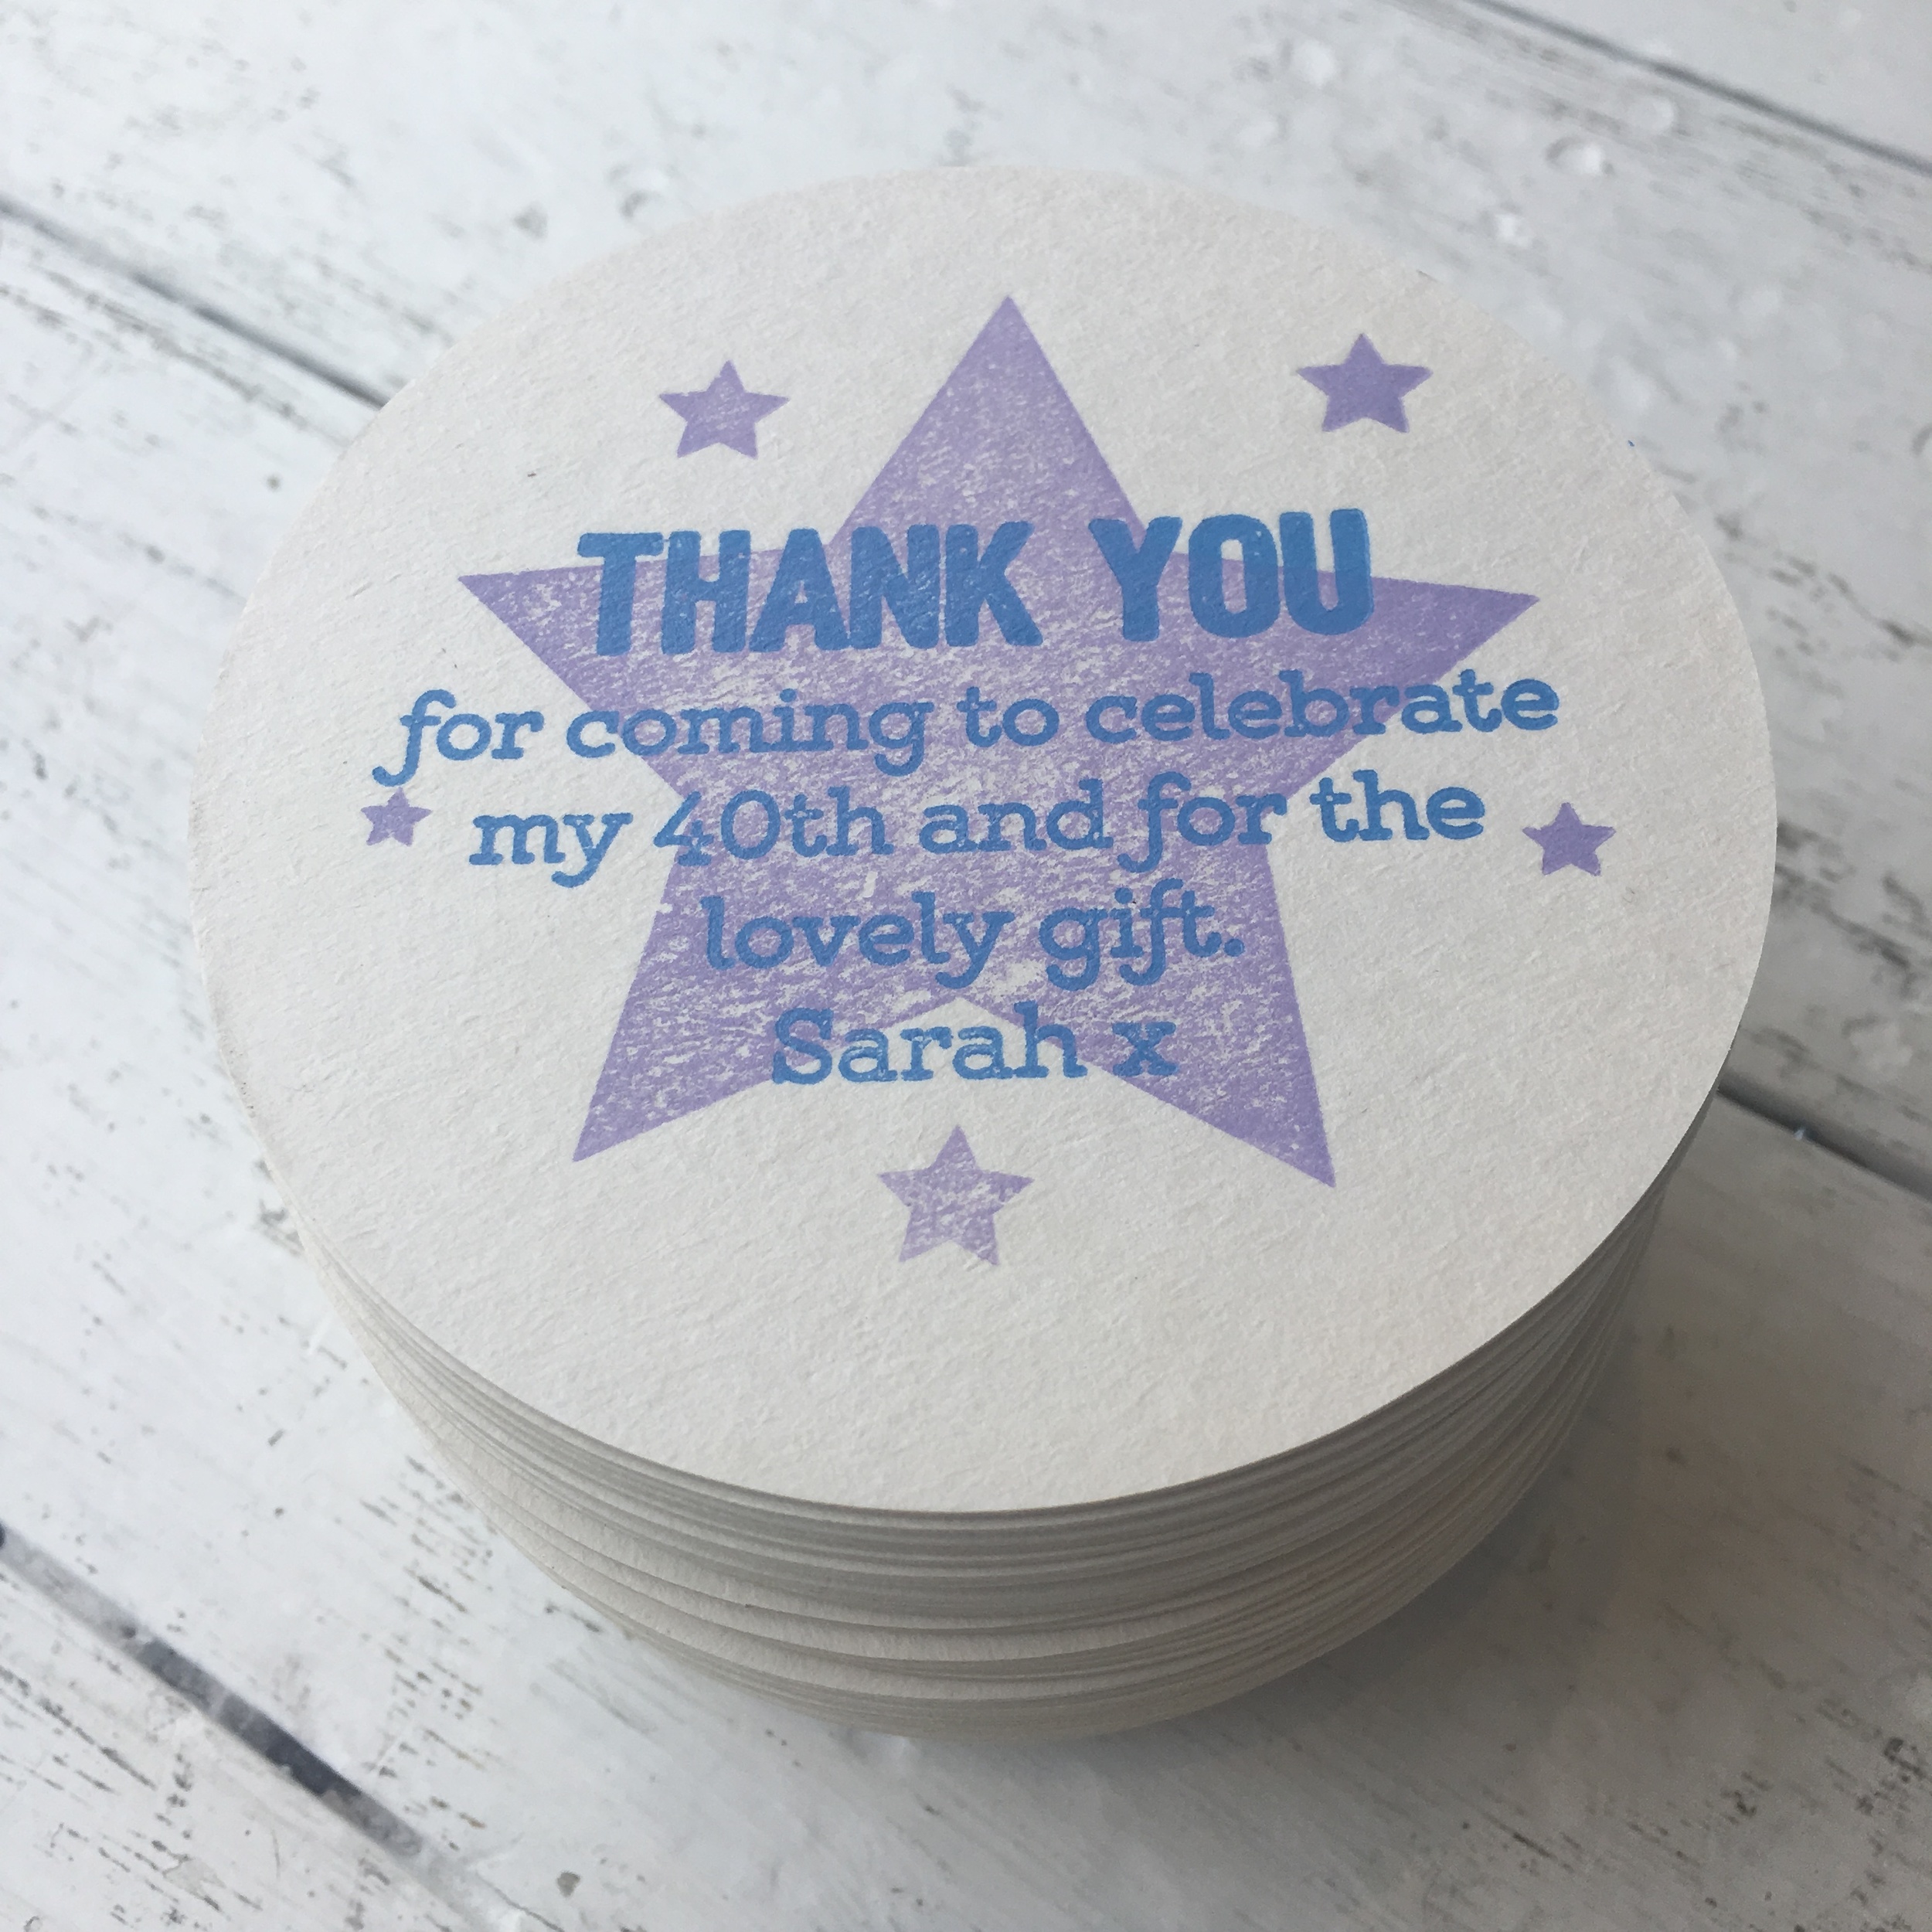 THANK YOU
for coming to celebrate
my 40th and for the
lovely gift.
Sarah x